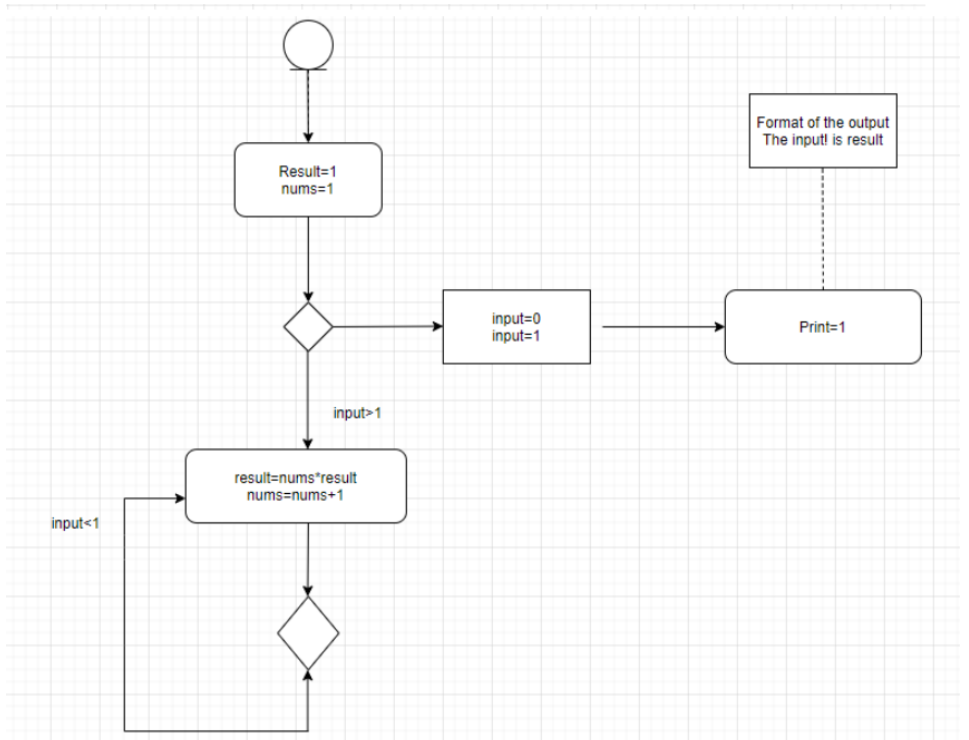 Result=1
nums=1
Format of the output
The input! is result
input=0
input=1
Print=1
input>1
result=nums*result
nums=nums+1
input<1